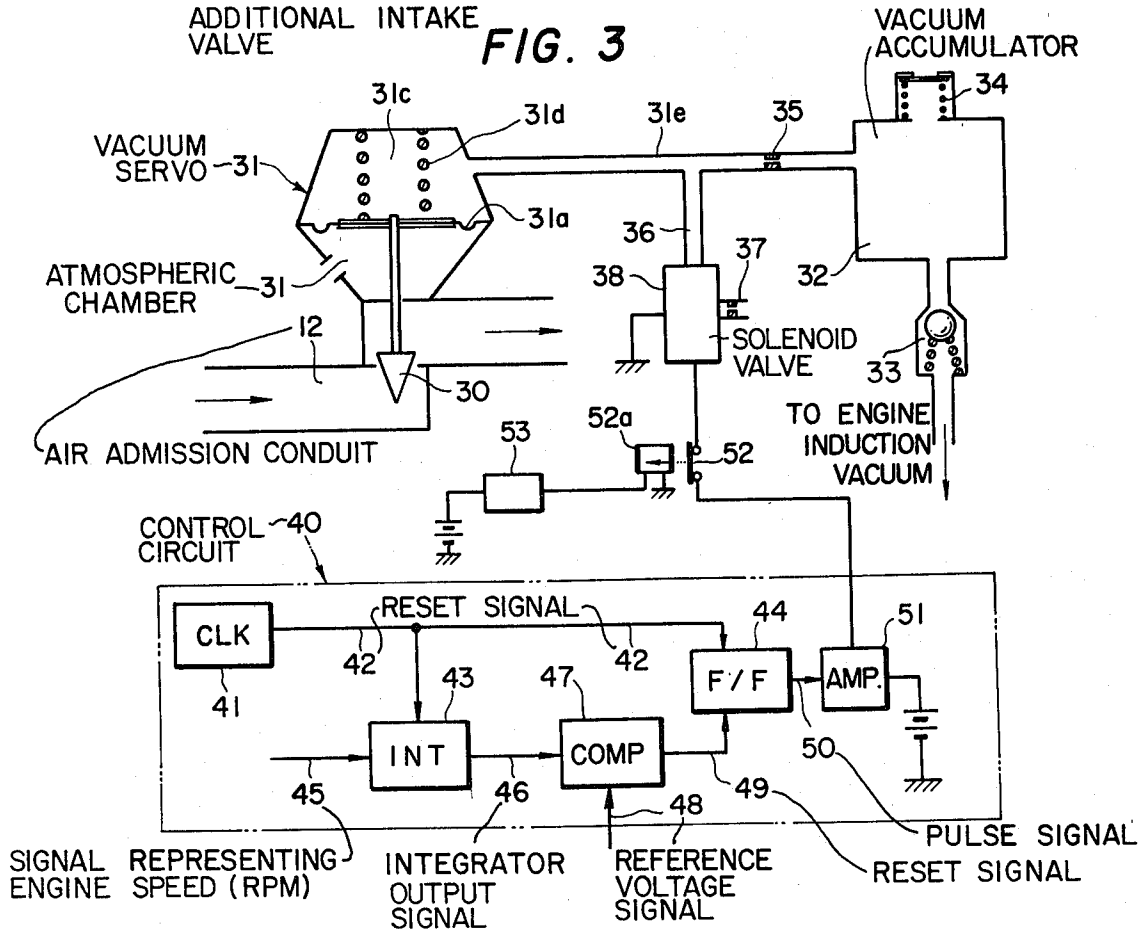 ADDITIONAL INTAKE
VALVE
FIG. 3
VACUUM
ACCUMULATOR
31c
31d
31e
35
34
VACUUM
SERVO 31
31a
36
37
38
32
ATMOSPHERIC
CHAMBER 31
12
SOLENOID
VALVE
33
30
AIR ADMISSION CONDUIT
TO ENGINE
INDUCTION
VACUUM
52a
53
52
CONTROL 40
CIRCUIT
RESET SIGNAL
CLK
42
42
44
51
41
43
47
F/F
AMP.
INT
COMP
50
45
46
49
48
PULSE SIGNAL
SIGNAL REPRESENTING
ENGINE SPEED (RPM)
INTEGRATOR
OUTPUT
SIGNAL
REFERENCE
VOLTAGE
SIGNAL
RESET SIGNAL